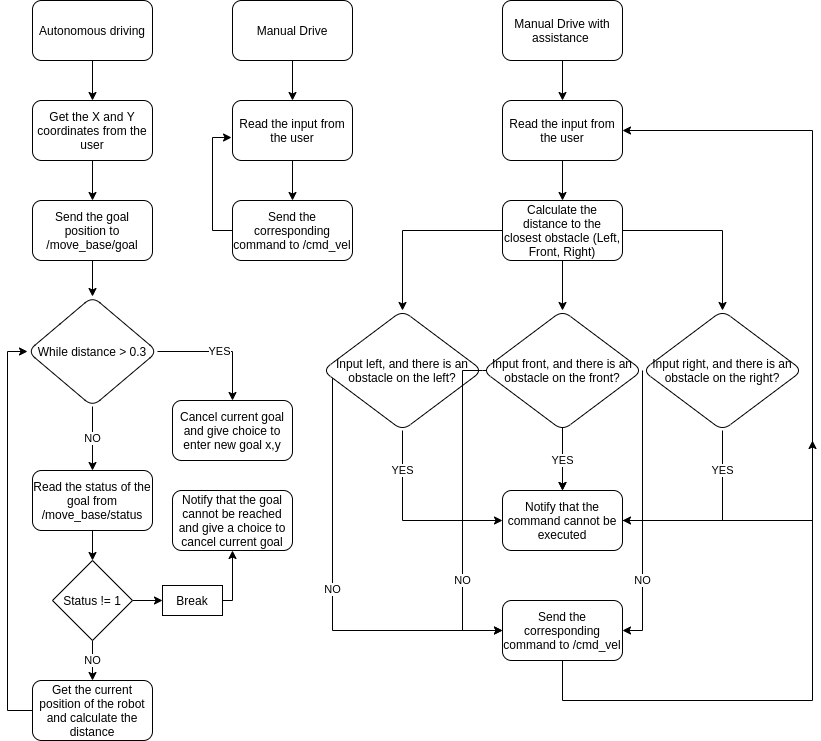 Autonomous driving
Get the X and Y
coordinates from the
user
Send the goal
position to
/move_base/goal
While distance > 0.3
YES
Cancel current goal
and give choice to
enter new goal x,y
NO
Read the status of the
goal from
/move_base/status
Notify that the goal
cannot be reached
and give a choice to
cancel current goal
Status != 1
Break
NO
Get the current
position of the robot
and calculate the
distance
Manual Drive
Read the input from
the user
Send the
corresponding
command to /cmd_vel
Manual Drive with
assistance
Read the input from
the user
Calculate the
distance to the
closest obstacle (Left,
Front, Right)
Input left, and there is an
obstacle on the left?
Input front, and there is an
obstacle on the front?
Input right, and there is an
obstacle on the right?
YES
YES
YES
Notify that the
command cannot be
executed
NO
NO
NO
Send the
corresponding
command to /cmd_vel